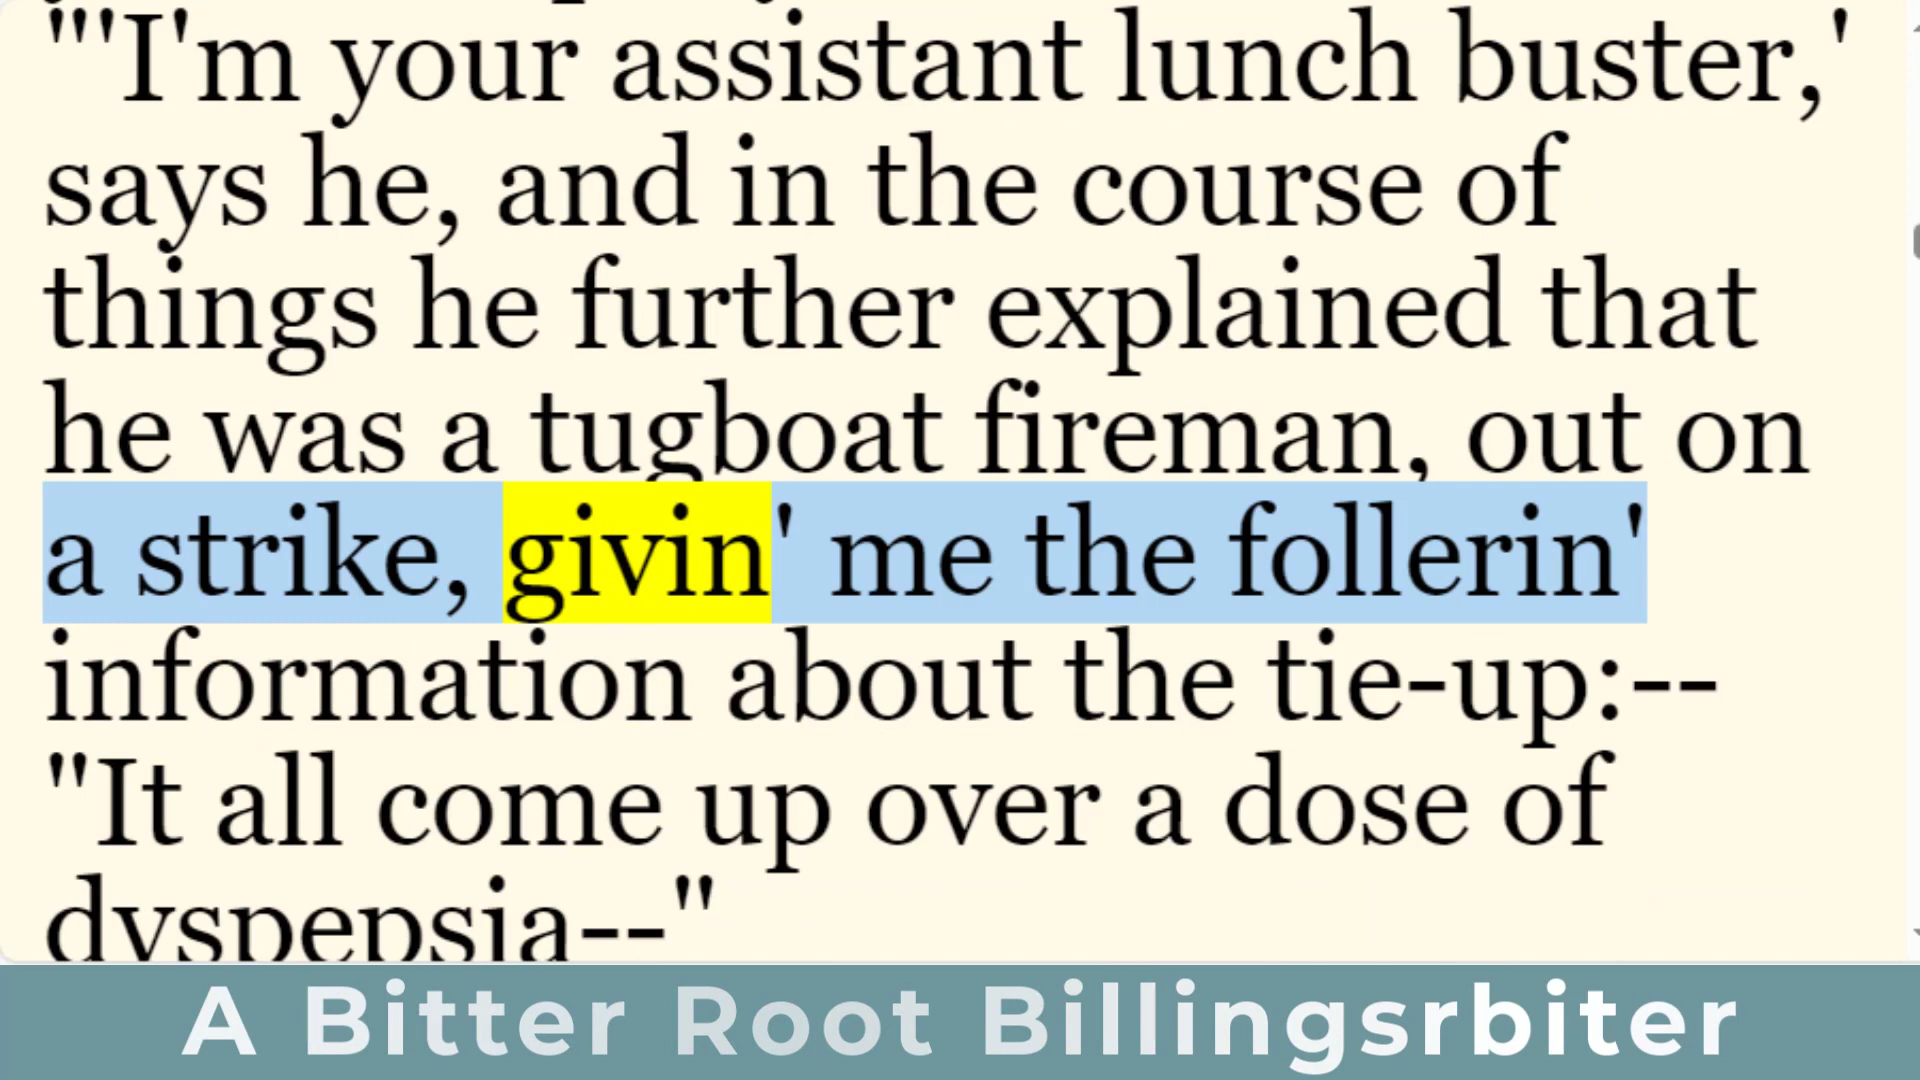 "'I'm your assistant lunch buster,'
says he, and in the course of
things he further explained that
he was a tugboat fireman, out on
a strike, givin' me the follerin'
information about the tie-up:--
"It all come up over a dose of
dyspepsia--"
A Bitter Root Billingsrbiter